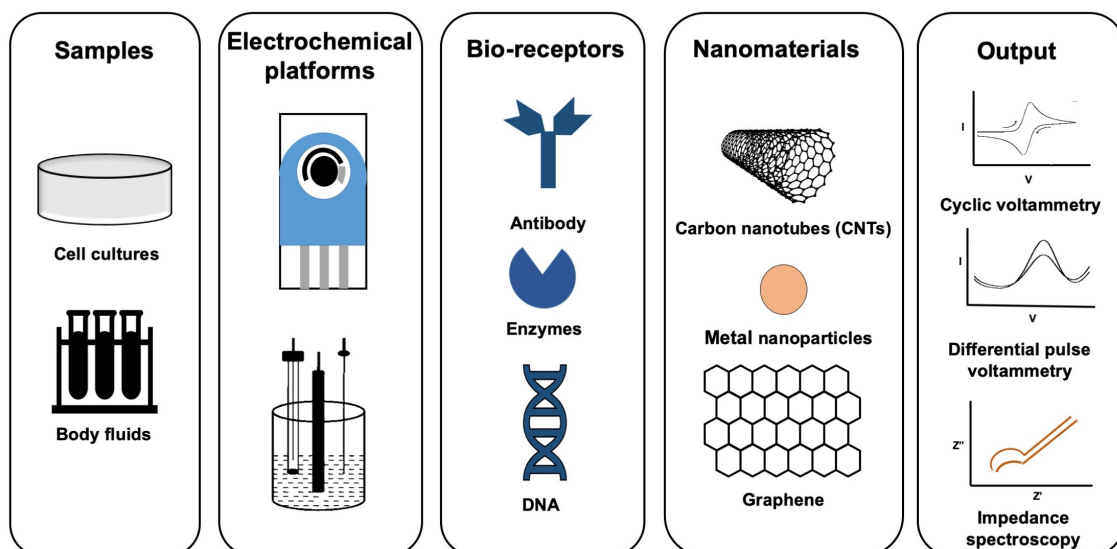 Samples
Cell cultures
Body fluids
Electrochemical
platforms
Bio-receptors
Antibody
Enzymes
DNA
Nanomaterials
Carbon nanotubes (CNTs)
Metal nanoparticles
Graphene
Output
I
V
Cyclic voltammetry
I
V
Differential pulse
voltammetry
Z"
Z'
Impedance
spectroscopy